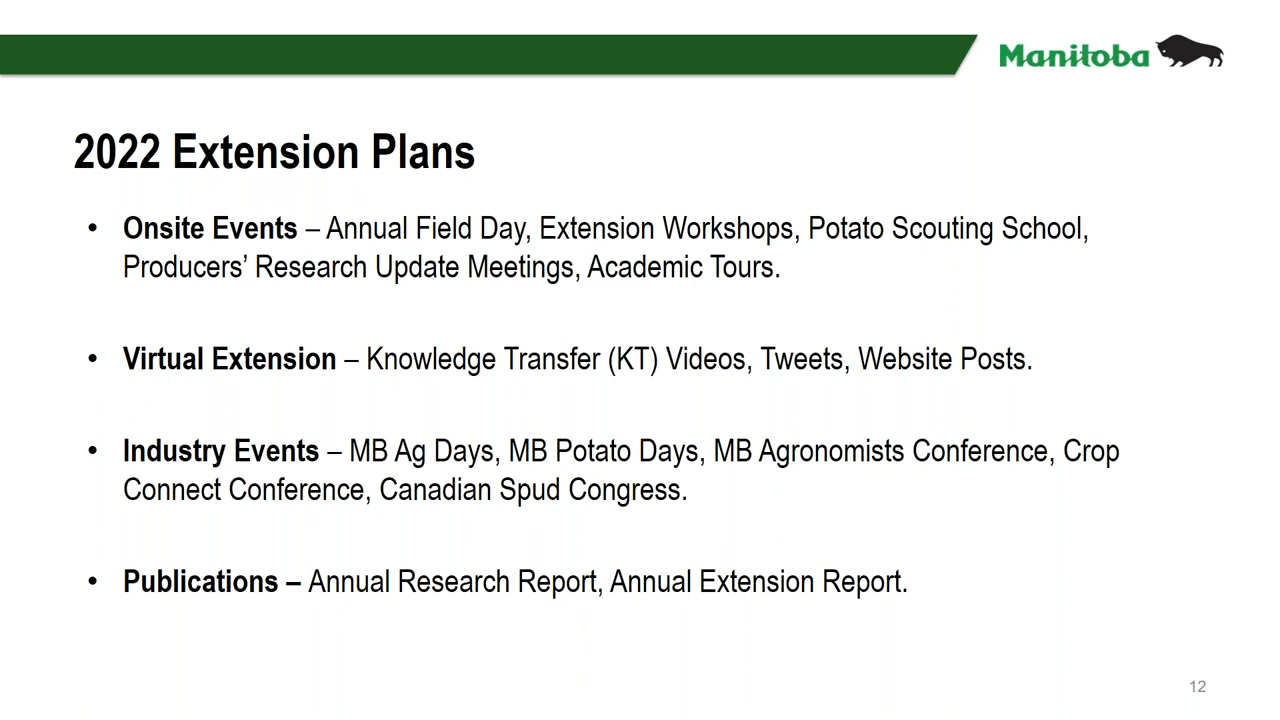 Manitoba
2022 Extension Plans
• Onsite Events – Annual Field Day, Extension Workshops, Potato Scouting School,
Producers’ Research Update Meetings, Academic Tours.
• Virtual Extension – Knowledge Transfer (KT) Videos, Tweets, Website Posts.
• Industry Events – MB Ag Days, MB Potato Days, MB Agronomists Conference, Crop
Connect Conference, Canadian Spud Congress.
• Publications – Annual Research Report, Annual Extension Report.
12